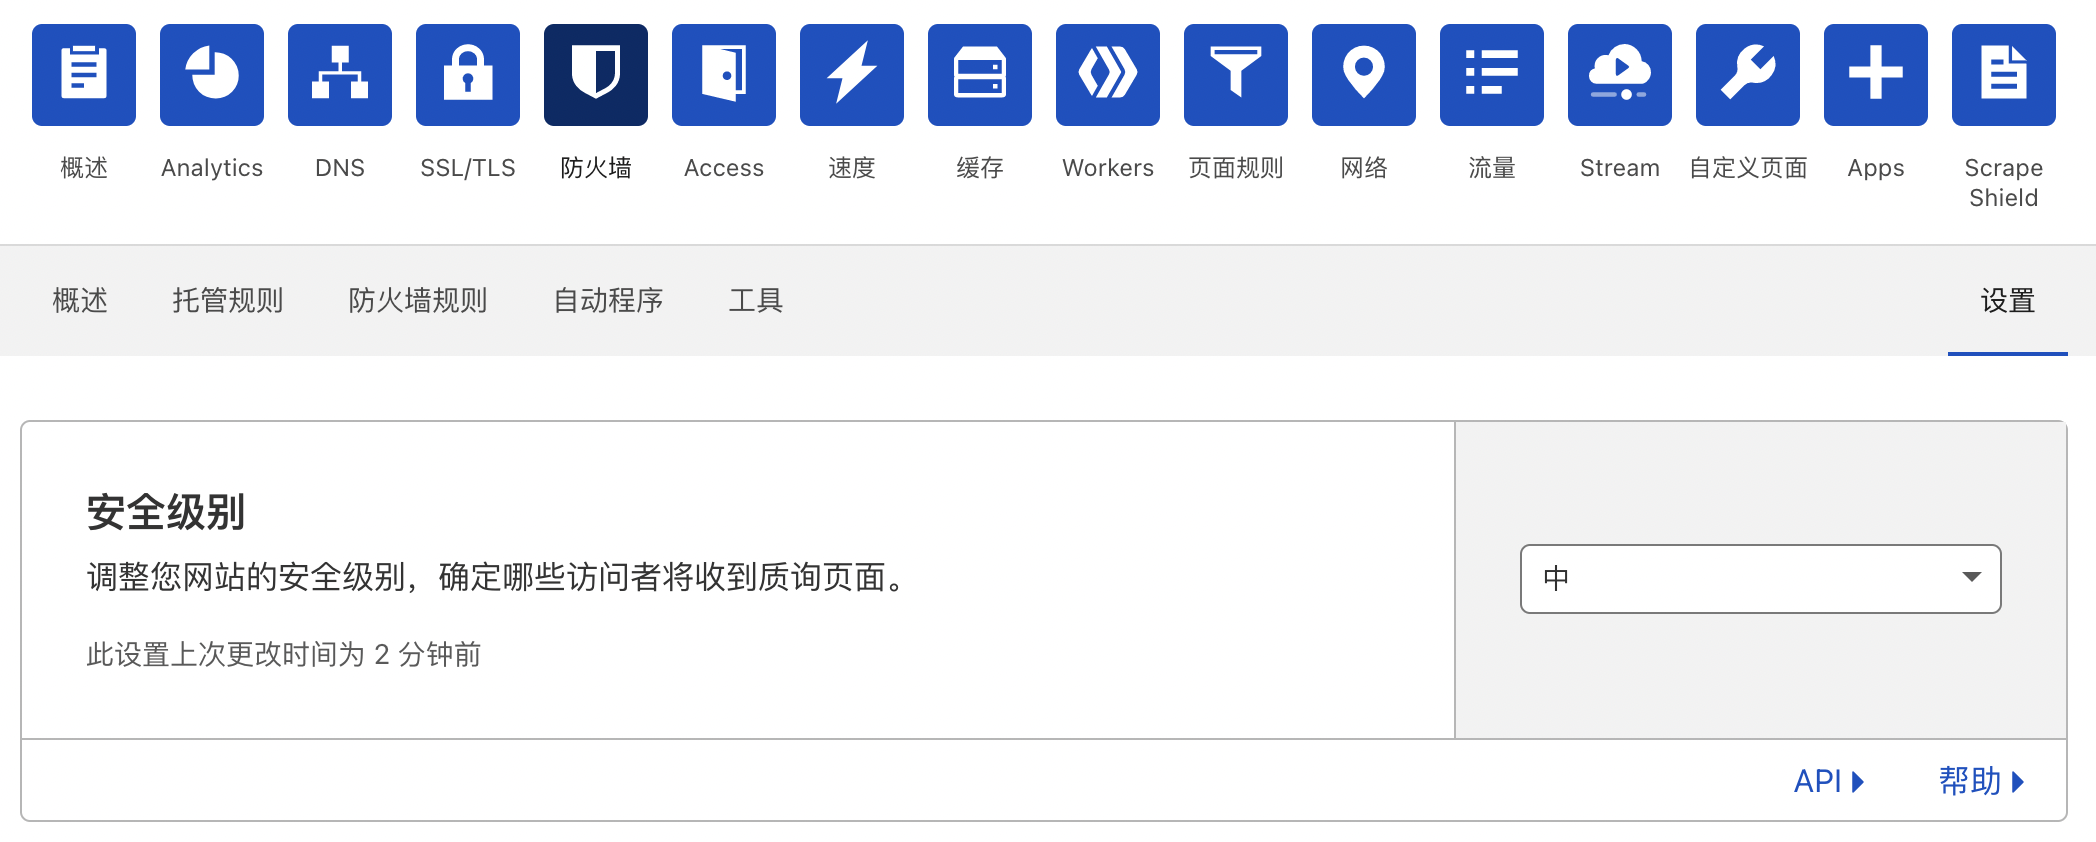 概述 Analytics DNS SSL/TLS 防火墙 Access 速度 缓存 Workers 页面规则 网络 流量 Stream 自定义页面 Apps Scrape Shield
概述 托管规则 防火墙规则 自动程序 工具 设置
安全级别
调整您网站的安全级别，确定哪些访问者将收到质询页面。
中
此设置上次更改时间为 2 分钟前
API 帮助